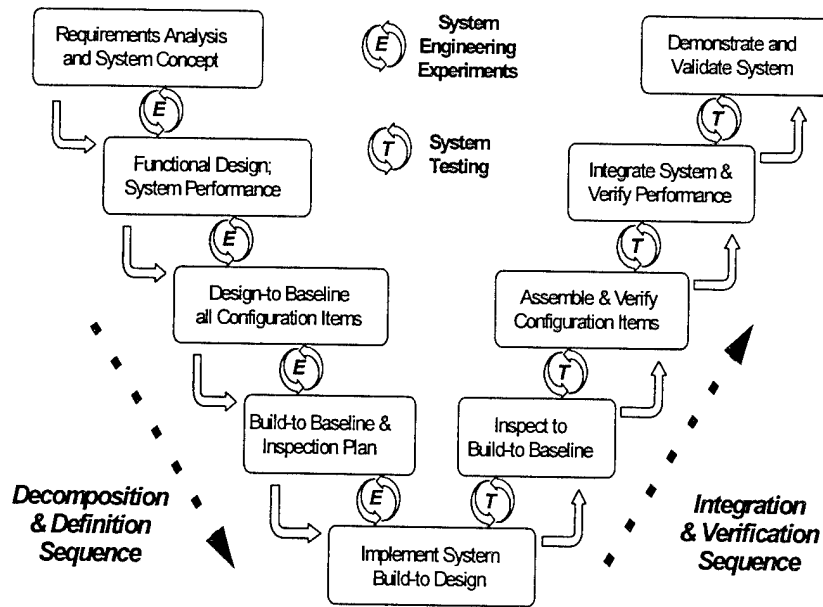 Requirements Analysis
and System Concept
E
System
Engineering
Experiments
Demonstrate and
Validate System
E
T
Functional Design;
System Performance
T
System
Testing
Integrate System &
Verify Performance
E
T
Design-to Baseline
all Configuration Items
Assemble & Verify
Configuration Items
E
T
Build-to Baseline &
Inspection Plan
Inspect to
Build-to Baseline
Decomposition
& Definition
Sequence
E
T
Integration
& Verification
Sequence
Implement System
Build-to Design